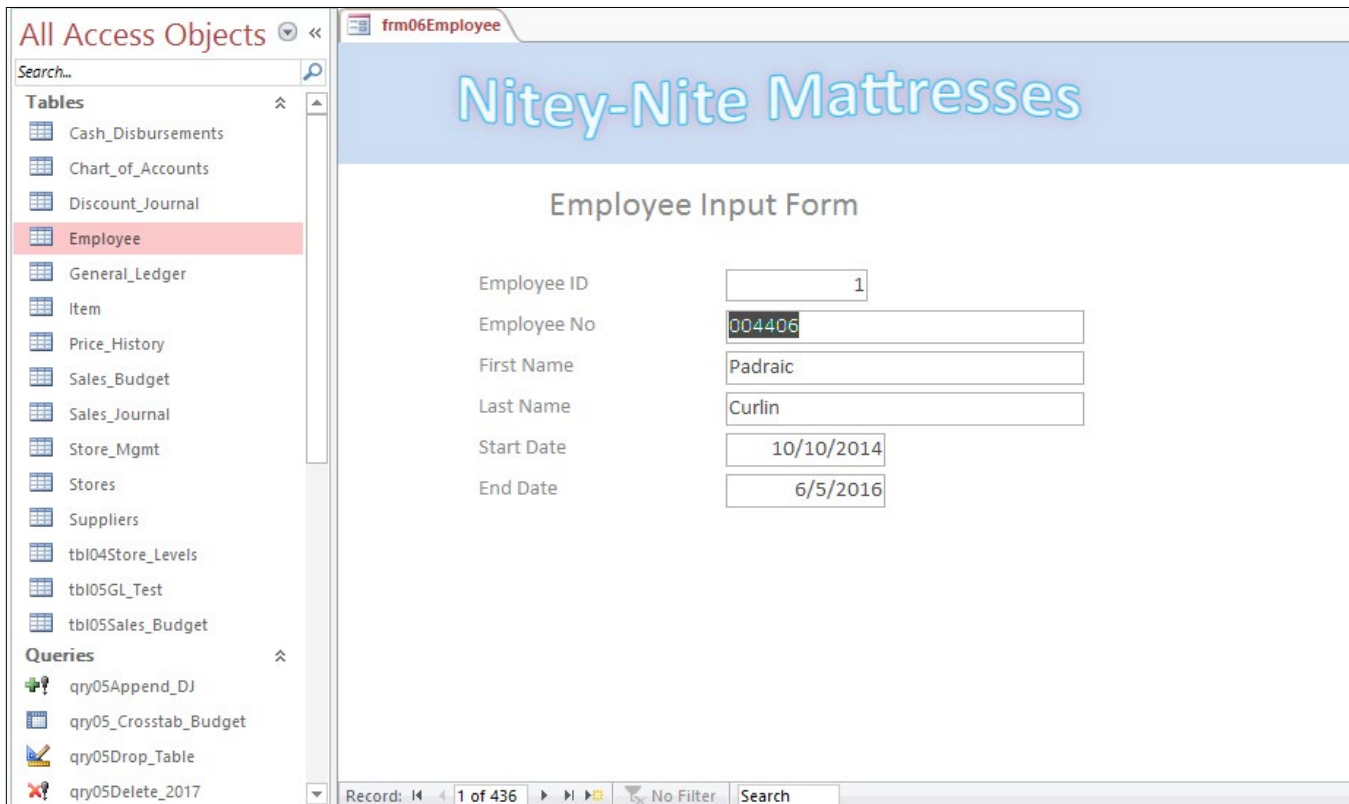 All Access Objects
Search...
Tables
Cash_Disbursements
Chart_of_Accounts
Discount_Journal
Employee
General_Ledger
Item
Price_History
Sales_Budget
Sales_Journal
Store_Mgmt
Stores
Suppliers
tbl04Store_Levels
tbl05GL_Test
tbl05Sales_Budget
Queries
qry05Append_DJ
qry05_Crosstab_Budget
qry05Drop_Table
qry05Delete_2017
frm06Employee
Nitey-Nite Mattresses
Employee Input Form
Employee ID 1
Employee No 004406
First Name Padraic
Last Name Curlin
Start Date 10/10/2014
End Date 6/5/2016
Record: 1 of 436 No Filter Search